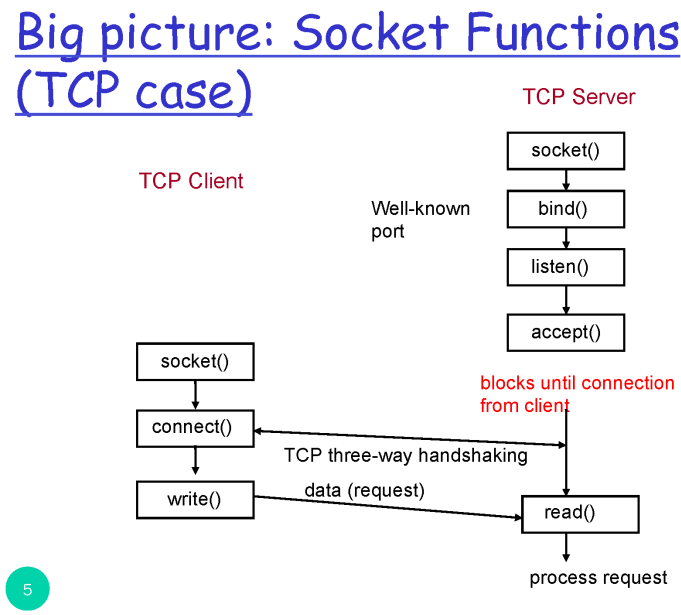 Big picture: Socket Functions
(TCP case)
TCP Server
socket()
TCP Client
Well-known
port
bind()
listen()
accept()
socket()
blocks until connection
from client
connect()
TCP three-way handshaking
data (request)
write()
read()
process request
5